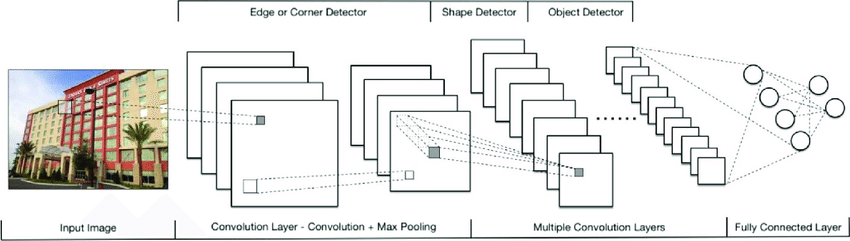 Edge or Corner Detector
Shape Detector
Object Detector
Input Image
Convolution Layer - Convolution + Max Pooling
Multiple Convolution Layers
Fully Connected Layer